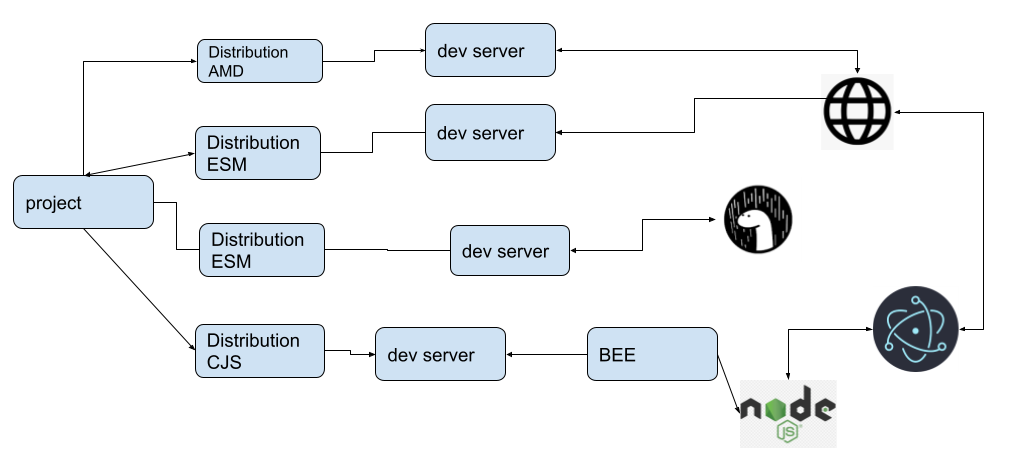 Distribution
AMD
dev server
Distribution
ESM
dev server
project
Distribution
ESM
dev server
Distribution
CJS
dev server
BEE
node
JS